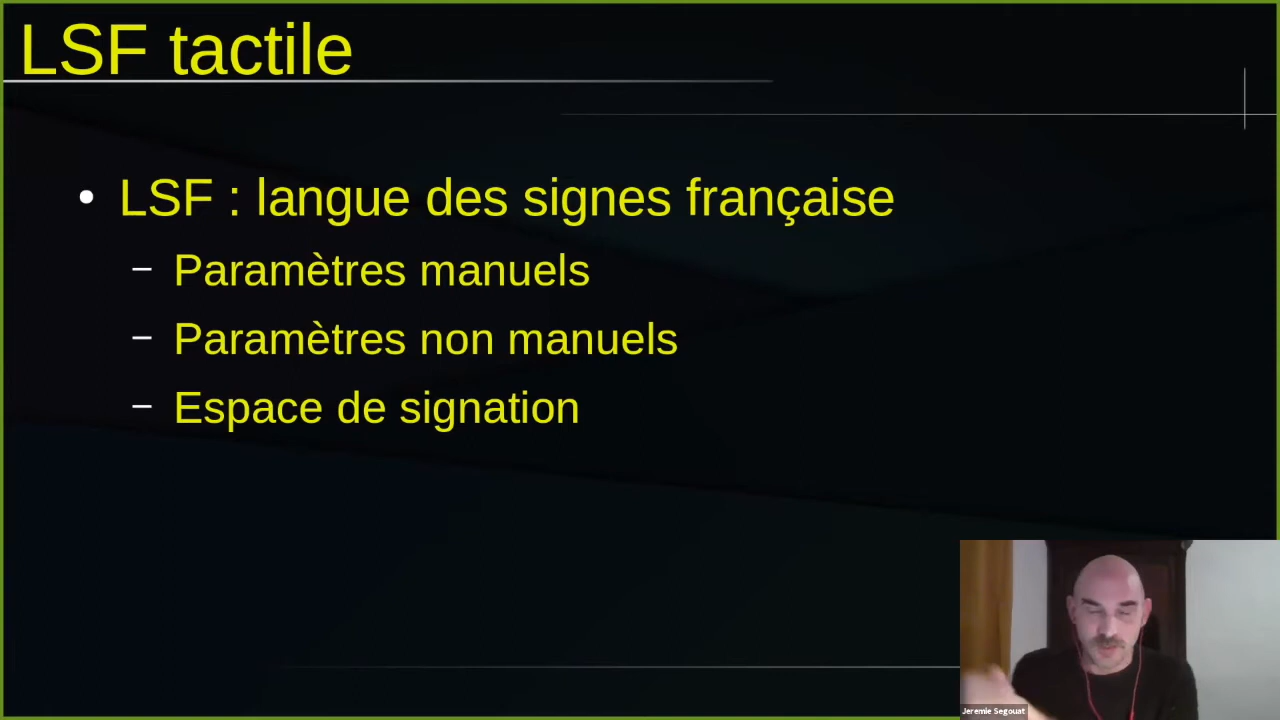 LSF tactile
LSF : langue des signes française
Paramètres manuels
Paramètres non manuels
Espace de signation
Jeremie Segouat